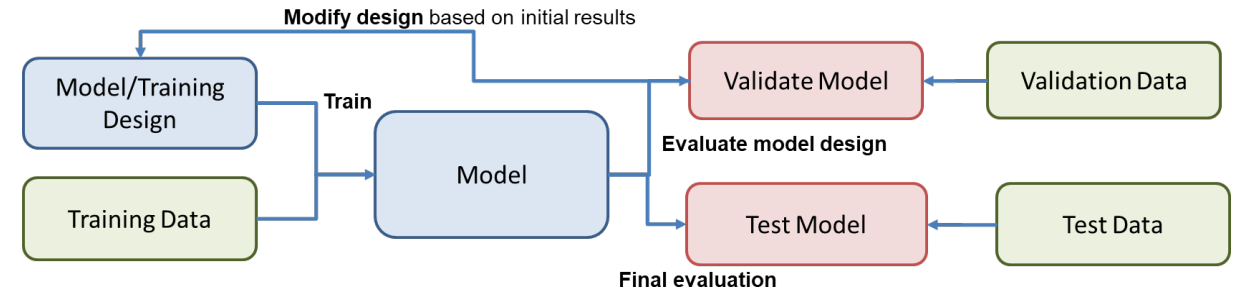 Modify design based on initial results
Model/Training
Design
Train
Training Data
Model
Validate Model
Validation Data
Evaluate model design
Test Model
Test Data
Final evaluation